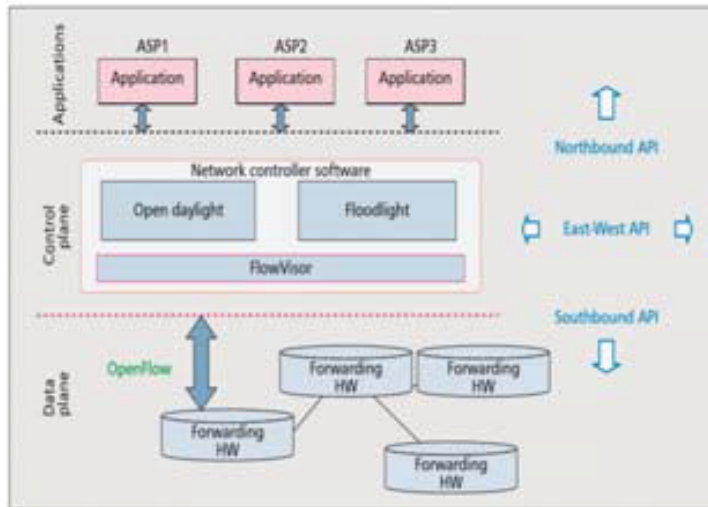 Applications
ASP1
ASP2
ASP3
Application
Application
Application
Northbound API
Control
plane
Network controller software
Open daylight
Floodlight
FlowVisor
East-West API
Southbound API
Data
plane
OpenFlow
Forwarding
HW
Forwarding
HW
Forwarding
HW
Forwarding
HW